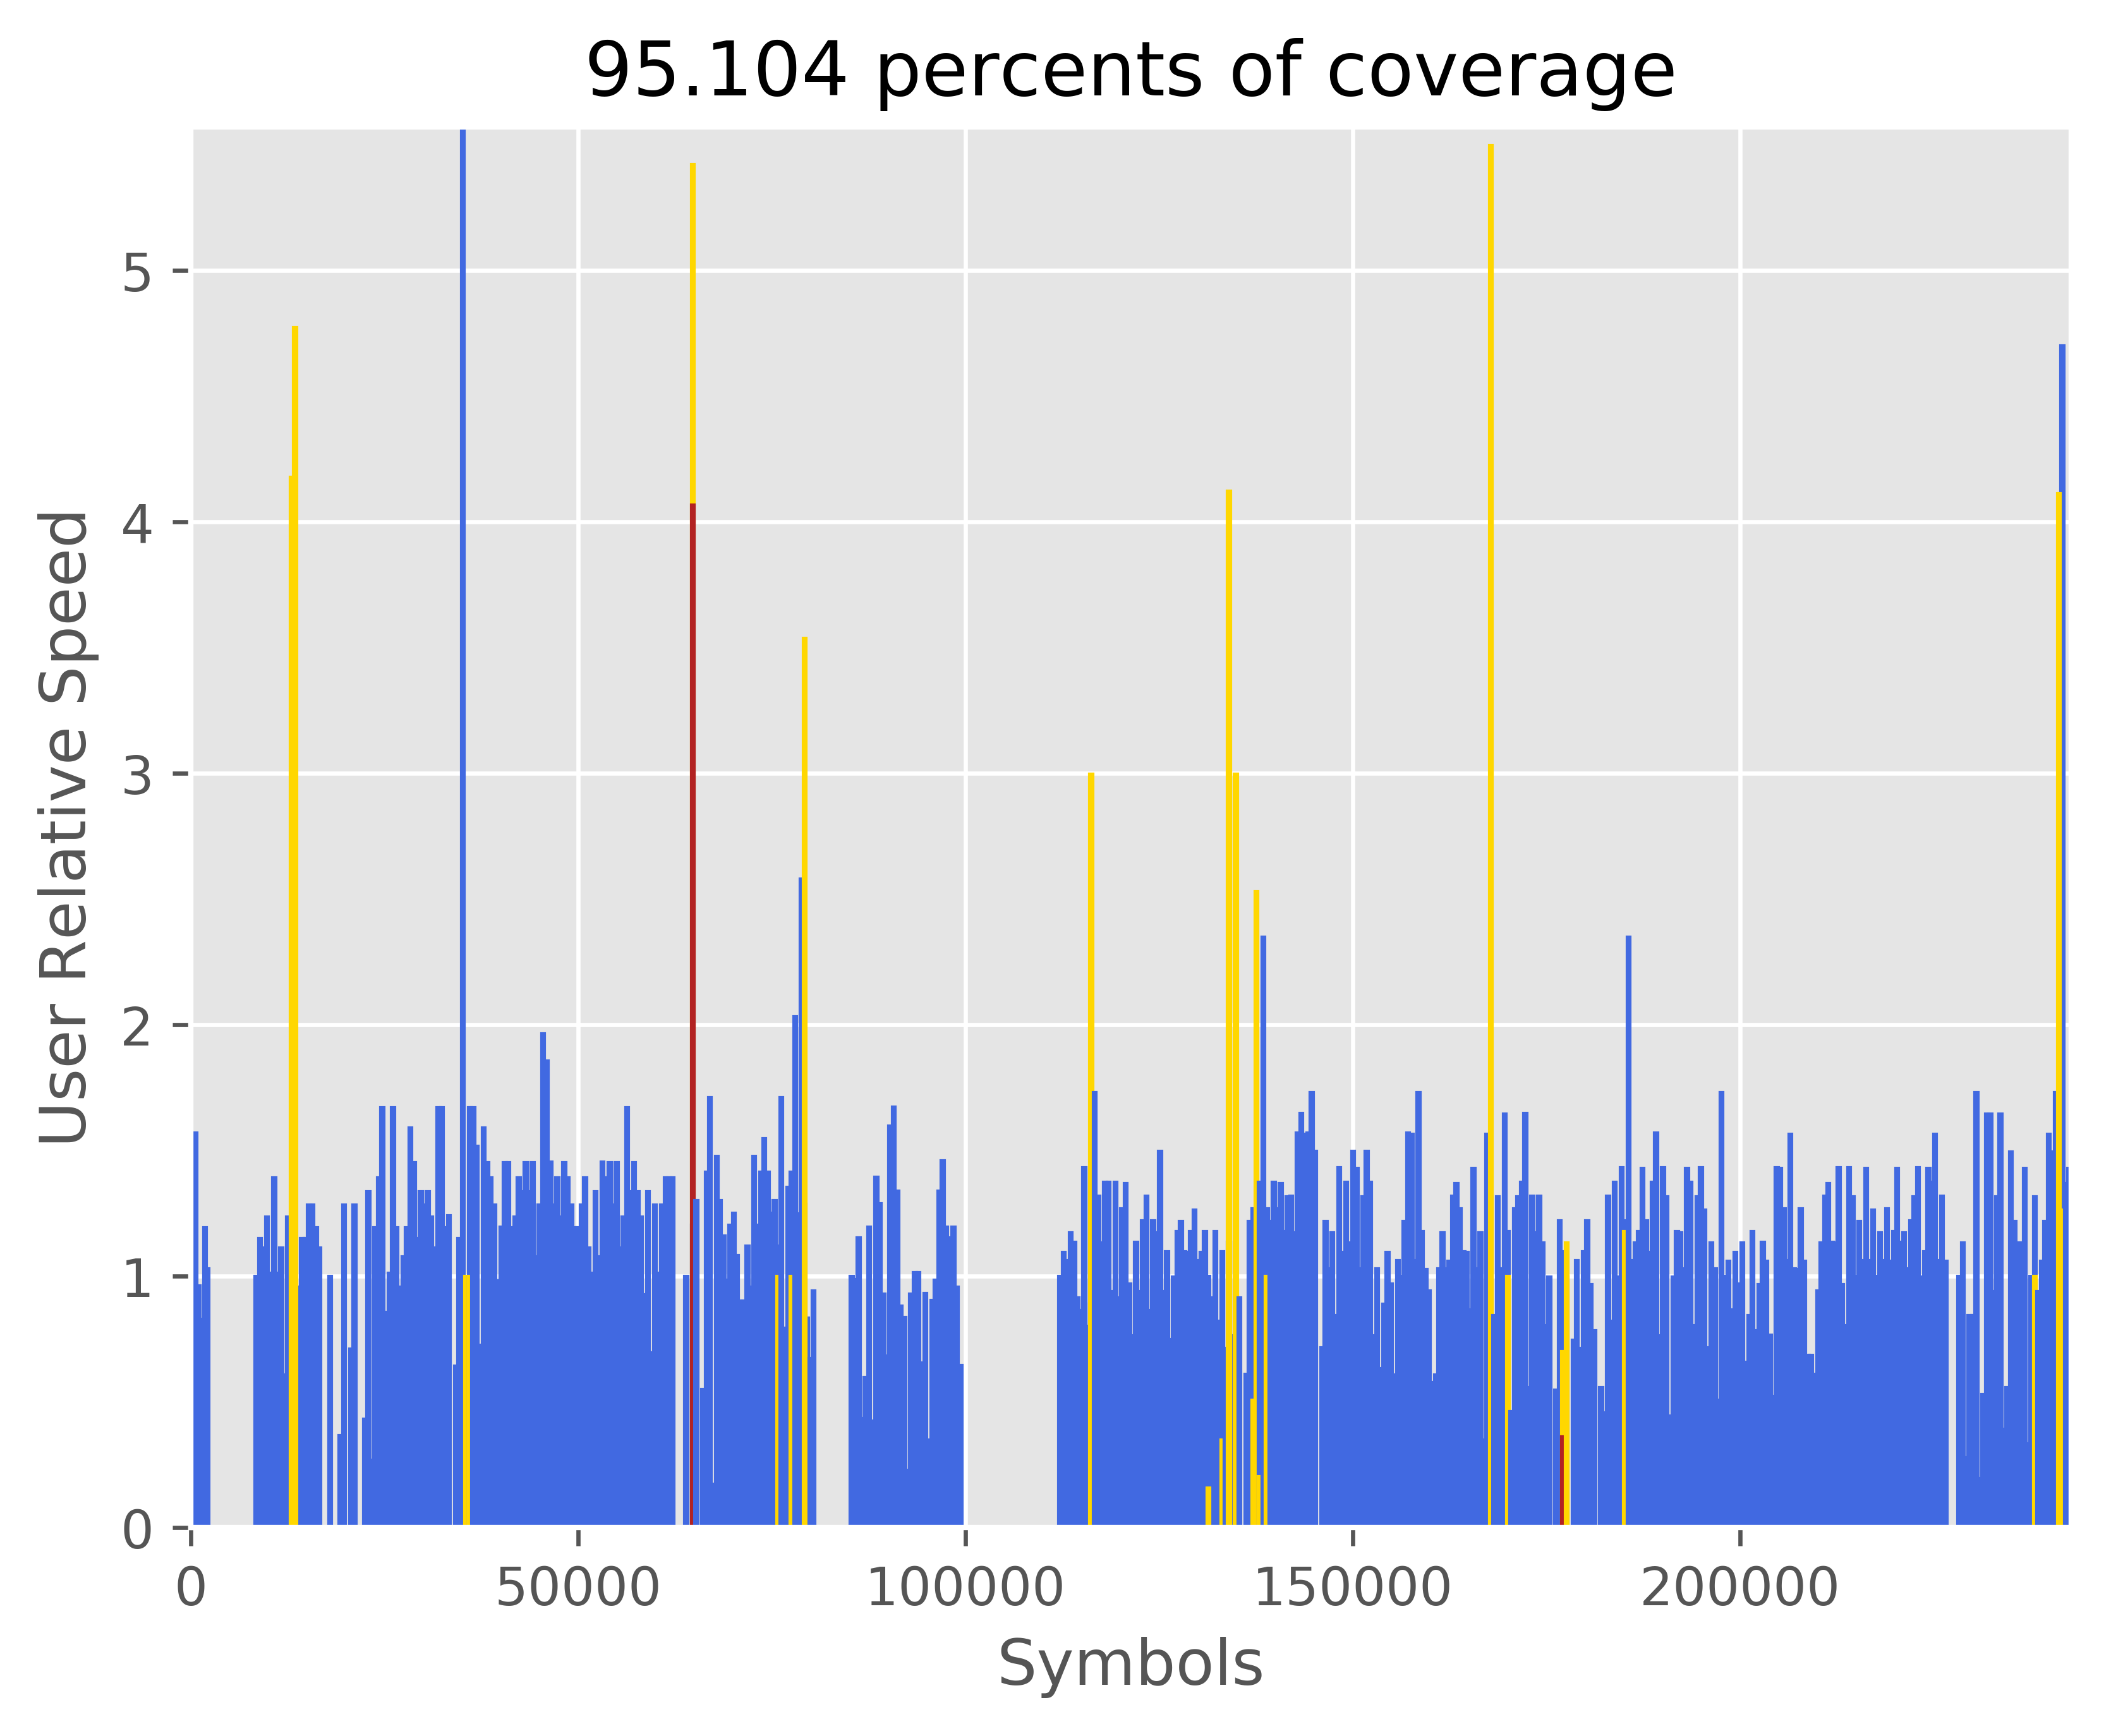 95.104 percents of coverage
User Relative Speed
5
4
3
2
1
0
0 50000 100000 150000 200000
Symbols